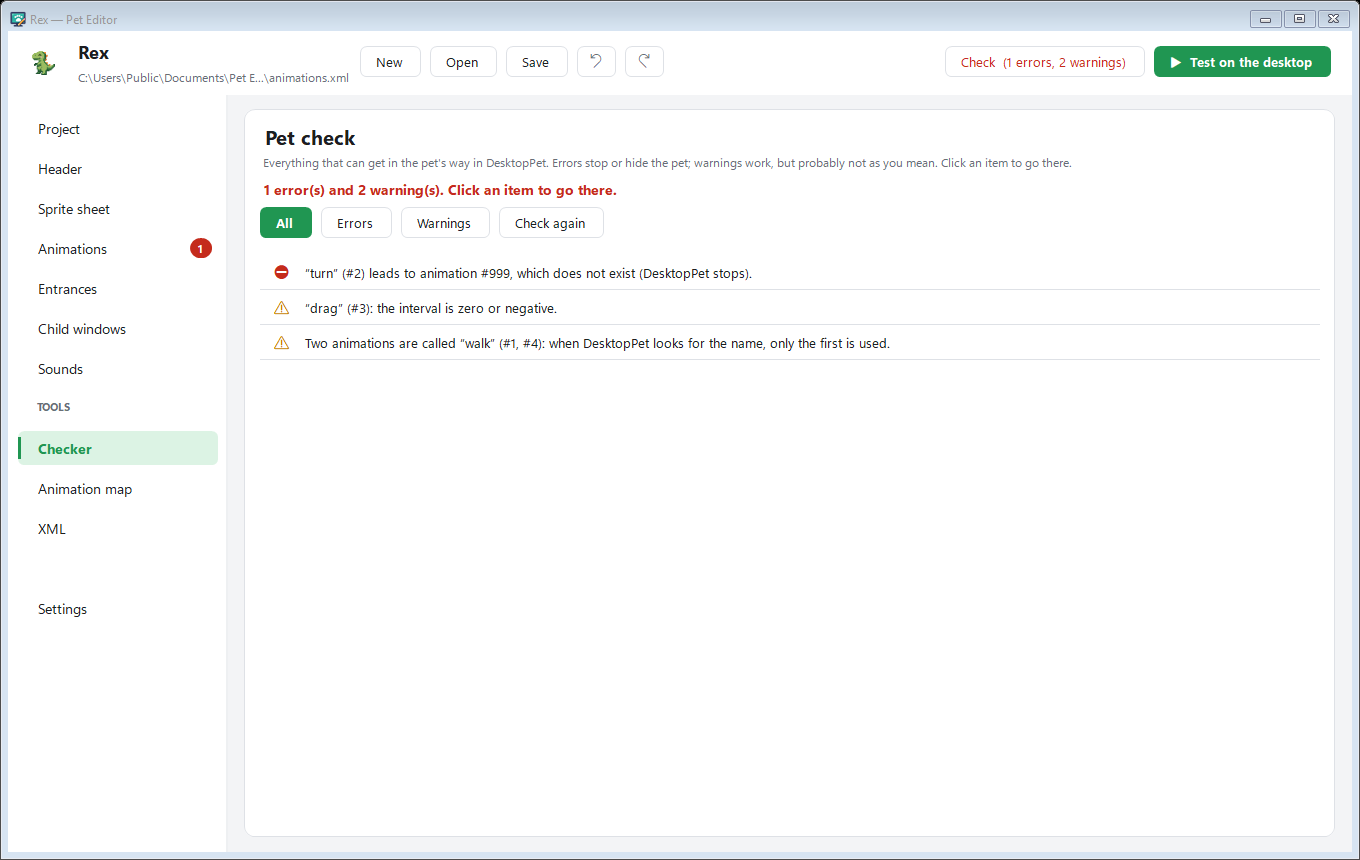 Rex — Pet Editor
Rex
C:\Users\Public\Documents\Pet E...\animations.xml
New
Open
Save
Check (1 errors, 2 warnings)
Test on the desktop
Project
Header
Sprite sheet
Animations
1
Entrances
Child windows
Sounds
TOOLS
Checker
Animation map
XML
Settings
Pet check
Everything that can get in the pet's way in DesktopPet. Errors stop or hide the pet; warnings work, but probably not as you mean. Click an item to go there.
1 error(s) and 2 warning(s). Click an item to go there.
All
Errors
Warnings
Check again
“turn” (#2) leads to animation #999, which does not exist (DesktopPet stops).
“drag” (#3): the interval is zero or negative.
Two animations are called “walk” (#1, #4): when DesktopPet looks for the name, only the first is used.